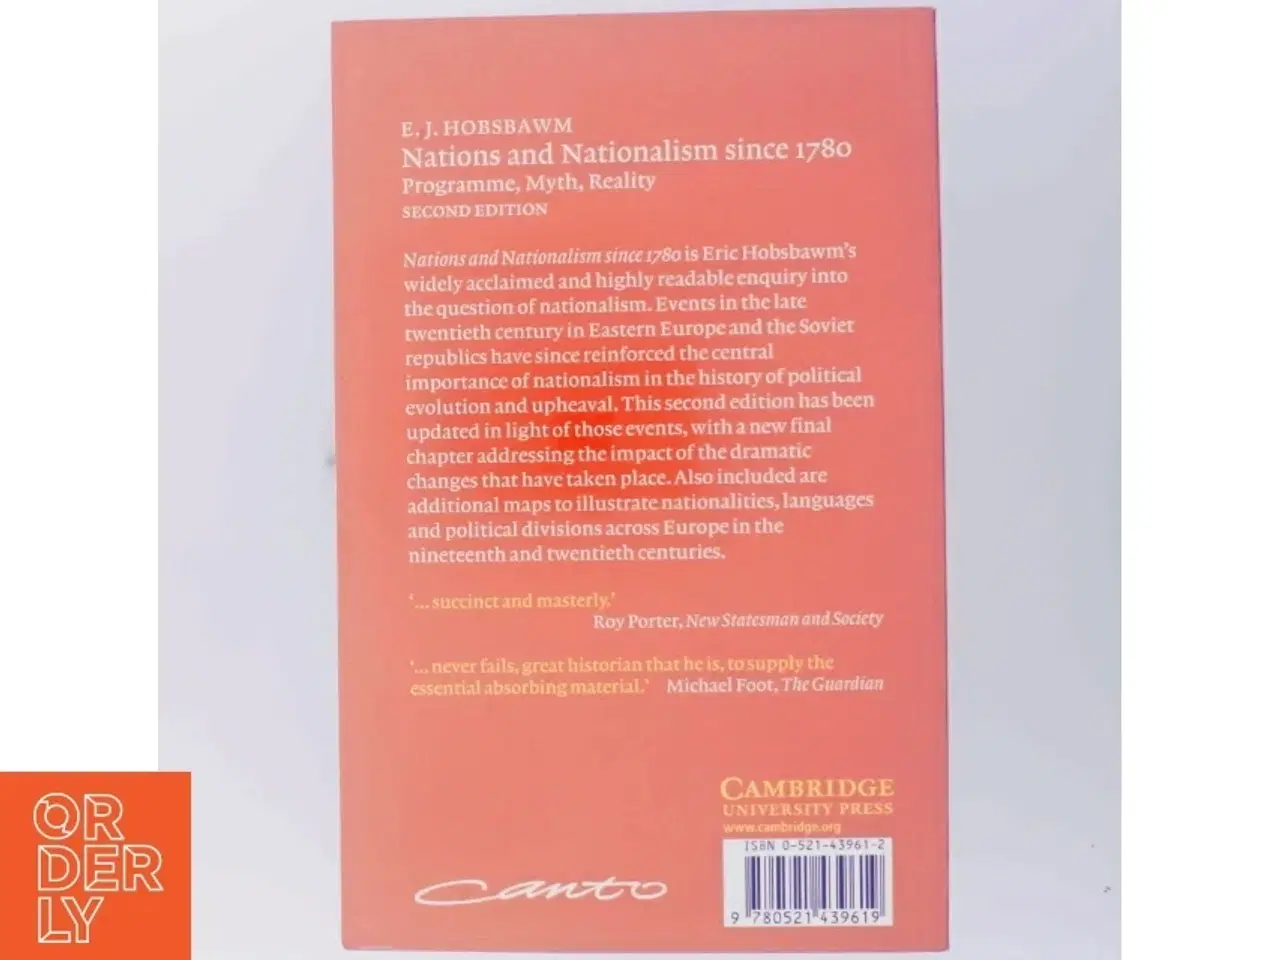 E. J. HOBSBAWM
Nations and Nationalism since 1780
Programme, Myth, Reality
SECOND EDITION
Nations and Nationalism since 1780 is Eric Hobsbawm's
widely acclaimed and highly readable enquiry into
the question of nationalism. Events in the late
twentieth century in Eastern Europe and the Soviet
republics have since reinforced the central
importance of nationalism in the history of political
evolution and upheaval. This second edition has been
updated in light of those events, with a new final
chapter addressing the impact of the dramatic
changes that have taken place. Also included are
additional maps to illustrate nationalities, languages
and political divisions across Europe in the
nineteenth and twentieth centuries.
'... succinct and masterly.'
Roy Porter, New Statesman and Society
'... never fails, great historian that he is, to supply the
essential absorbing material.' Michael Foot, The Guardian
CAMBRIDGE
UNIVERSITY PRESS
www.cambridge.org
ISBN 0-521-43961-2
9 780521 439619
Canto
OR
DER
LY